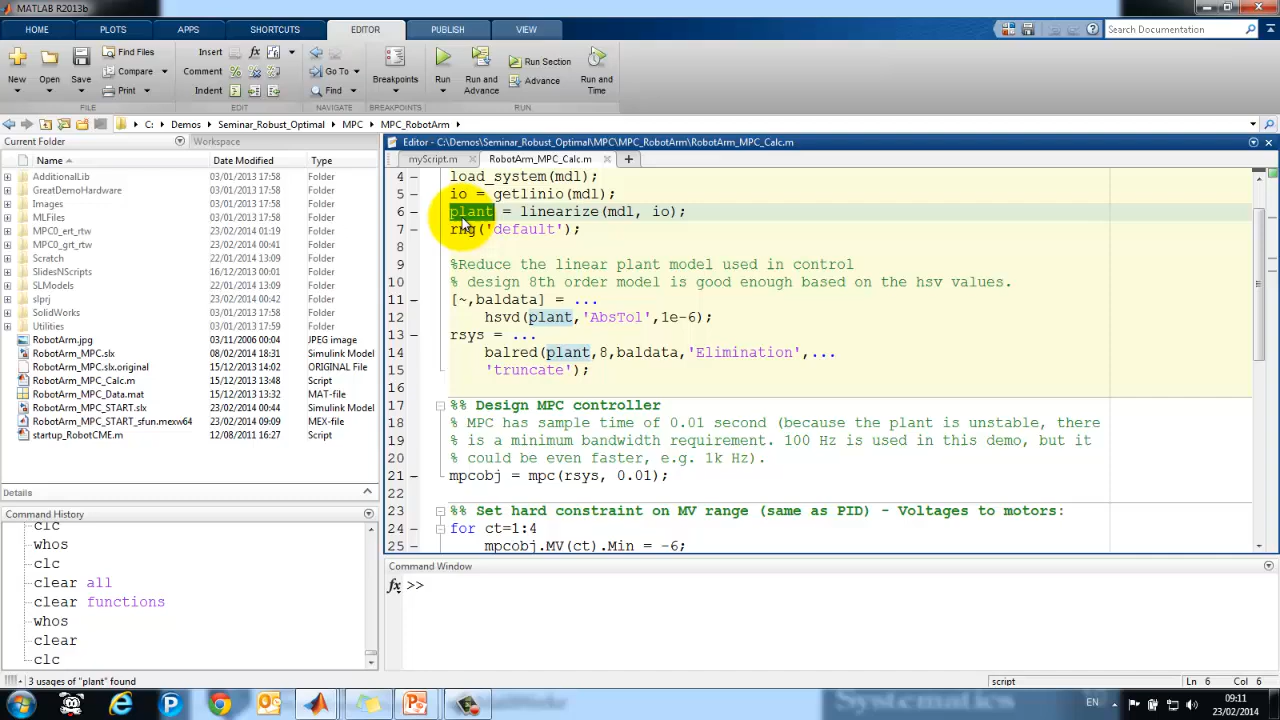 MATLAB R2013b
HOME PLOTS APPS SHORTCUTS EDITOR PUBLISH VIEW Search Documentation
Find Files Insert fx
Compare Comment Go To
Print Indent Find
New Open Save Breakpoints Run Run and Advance Run Section Advance Run and Time
FILE EDIT NAVIGATE BREAKPOINTS RUN
C: Demos Seminar_Robust_Optimal MPC MPC_RobotArm
Current Folder Workspace
Name Date Modified Type
AdditionalLib 03/01/2013 17:58 Folder
GreatDemoHardware 03/01/2013 17:58 Folder
Images 03/01/2013 17:58 Folder
MLFiles 03/01/2013 17:58 Folder
MPC0_ert_rtw 22/02/2014 01:19 Folder
MPC0_grt_rtw 23/02/2014 00:28 Folder
Scratch 22/01/2014 13:09 Folder
SlidesNScripts 16/12/2013 00:31 Folder
SLModels 03/01/2013 17:58 Folder
slprj 23/02/2014 00:42 Folder
SolidWorks 03/01/2013 17:58 Folder
Utilities 03/01/2013 17:58 Folder
RobotArm.jpg 03/11/2006 00:04 JPEG image
RobotArm_MPC.slx 08/02/2014 18:31 Simulink Model
RobotArm_MPC.slx.original 15/12/2013 14:02 ORIGINAL File
RobotArm_MPC_Calc.m 15/12/2013 13:32 Script
RobotArm_MPC_Data.mat 15/12/2013 13:32 MAT-file
RobotArm_MPC_START.slx 23/02/2014 00:44 Simulink Model
RobotArm_MPC_START_sfun.mexw64 23/02/2014 09:09 MEX-file
startup_RobotCME.m 12/08/2011 16:27 Script
Details
Command History
clc
whos
clc
clear all
clear functions
whos
clear
clc
Editor - C:\Demos\Seminar_Robust_Optimal\MPC\MPC_RobotArm\RobotArm_MPC_Calc.m
myScript.m RobotArm_MPC_Calc.m
4 load_system(mdl);
5 io = getlinio(mdl);
6 plant = linearize(mdl, io);
7 rng('default');
8
9 %Reduce the linear plant model used in control
10 % design 8th order model is good enough based on the hsv values.
11 [~,baldata] = ...
12 hsvd(plant,'AbsTol',1e-6);
13 rsys = ...
14 balred(plant,8,baldata,'Elimination',...
15 'truncate');
16
17 %% Design MPC controller
18 % MPC has sample time of 0.01 second (because the plant is unstable, there
19 % is a minimum bandwidth requirement. 100 Hz is used in this demo, but it
20 % could be even faster, e.g. 1k Hz).
21 mpcobj = mpc(rsys, 0.01);
22
23 %% Set hard constraint on MV range (same as PID) - Voltages to motors:
24 for ct=1:4
25 mpcobj.MV(ct).Min = -6;
Command Window
fx >>
3 usages of "plant" found script Ln 6 Col 6
Systematics
EN 09:11
23/02/2014